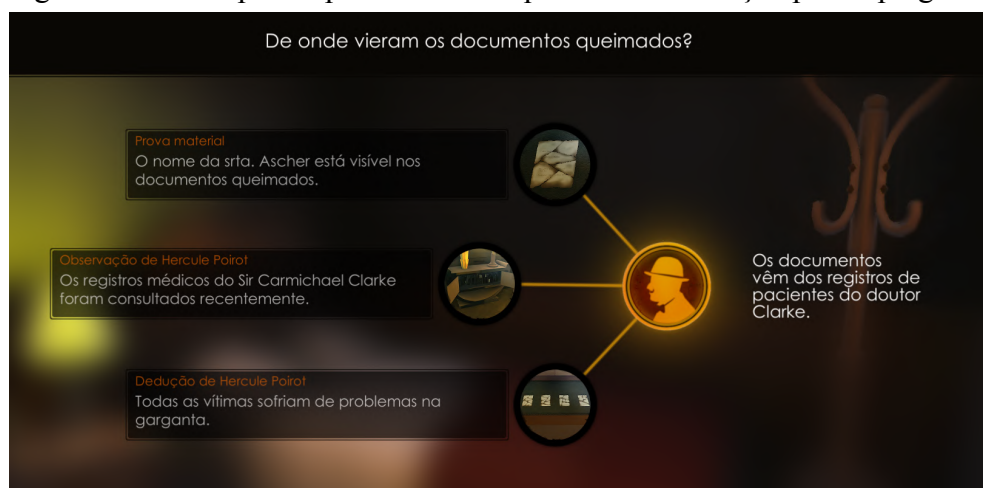 De onde vieram os documentos queimados?
Prova material
O nome da srta. Ascher está visível nos
documentos queimados.
Observação de Hercule Poirot
Os registros médicos do Sir Carmichael Clarke
foram consultados recentemente.
Os documentos
vêm dos registros de
pacientes do doutor
Clarke.
Dedução de Hercule Poirot
Todas as vítimas sofriam de problemas na
garganta.